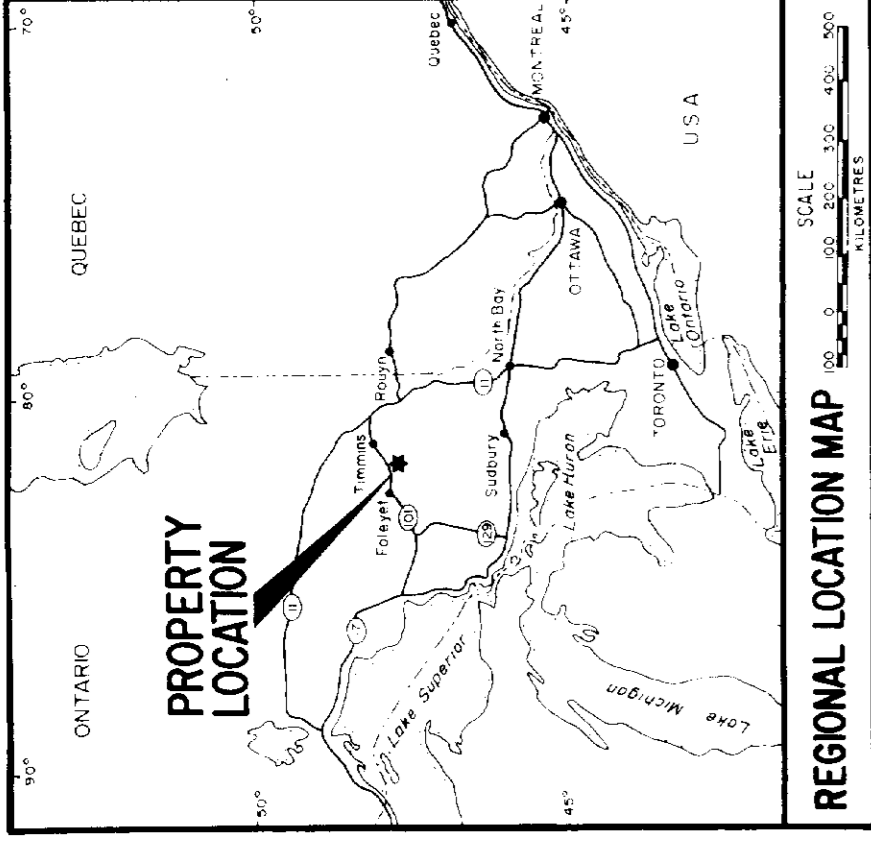 90°
80°
70°
ONTARIO
QUEBEC
PROPERTY
LOCATION
50°
50°
11
101
129
11
Foleyet
Timmins
Rouyn
Sudbury
North Bay
OTTAWA
MONTREAL
Quebec
TORONTO
Lake Superior
Lake Huron
Lake Michigan
Lake
Erie
Lake
Ontario
USA
45°
45°
REGIONAL LOCATION MAP
SCALE
100 0 100 200 300 400 500
KILOMETRES